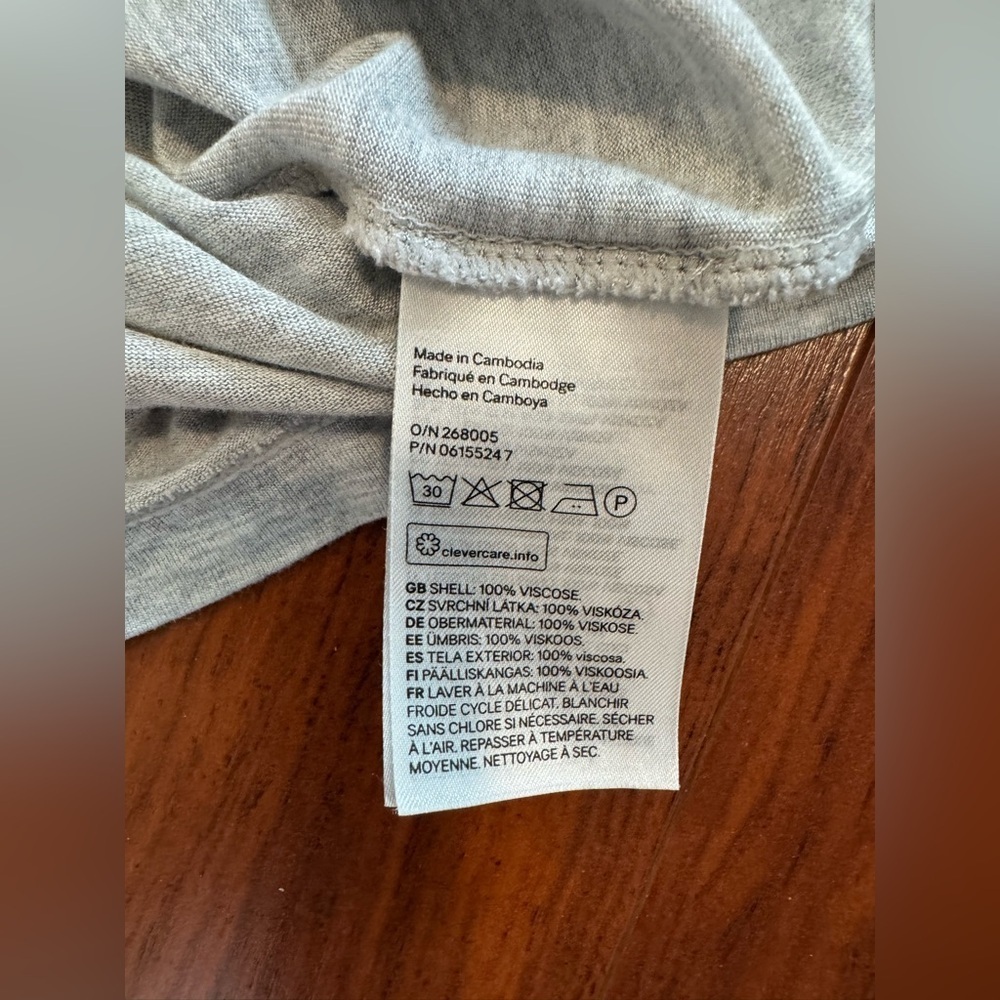 Made in Cambodia
Fabriqué en Cambodge
Hecho en Camboya
O/N 268005
P/N 06155247
30 P
clevercare.info
GB SHELL: 100% VISCOSE.
CZ SVRCHNÍ LÁTKA: 100% VISKÓZA.
DE OBERMATERIAL: 100% VISKOSE.
EE ÜMBRIS: 100% VISKOOS.
ES TELA EXTERIOR: 100% viscosa.
FI PÄÄLLISKANGAS: 100% VISKOOSIA.
FR LAVER À LA MACHINE À L'EAU
FROIDE CYCLE DÉLICAT. BLANCHIR
SANS CHLORE SI NÉCESSAIRE. SÉCHER
À L'AIR. REPASSER À TEMPÉRATURE
MOYENNE. NETTOYAGE À SEC.